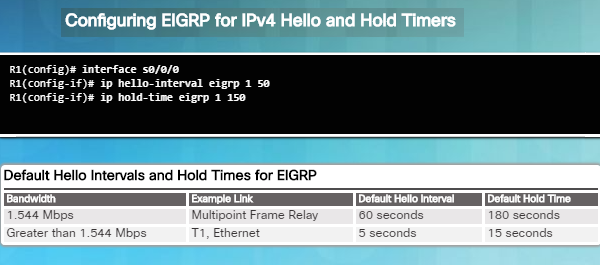 Configuring EIGRP for IPv4 Hello and Hold Timers
R1(config)# interface s0/0/0
R1(config-if)# ip hello-interval eigrp 1 50
R1(config-if)# ip hold-time eigrp 1 150
Default Hello Intervals and Hold Times for EIGRP
Bandwidth Example Link Default Hello Interval Default Hold Time
1.544 Mbps Multipoint Frame Relay 60 seconds 180 seconds
Greater than 1.544 Mbps T1, Ethernet 5 seconds 15 seconds